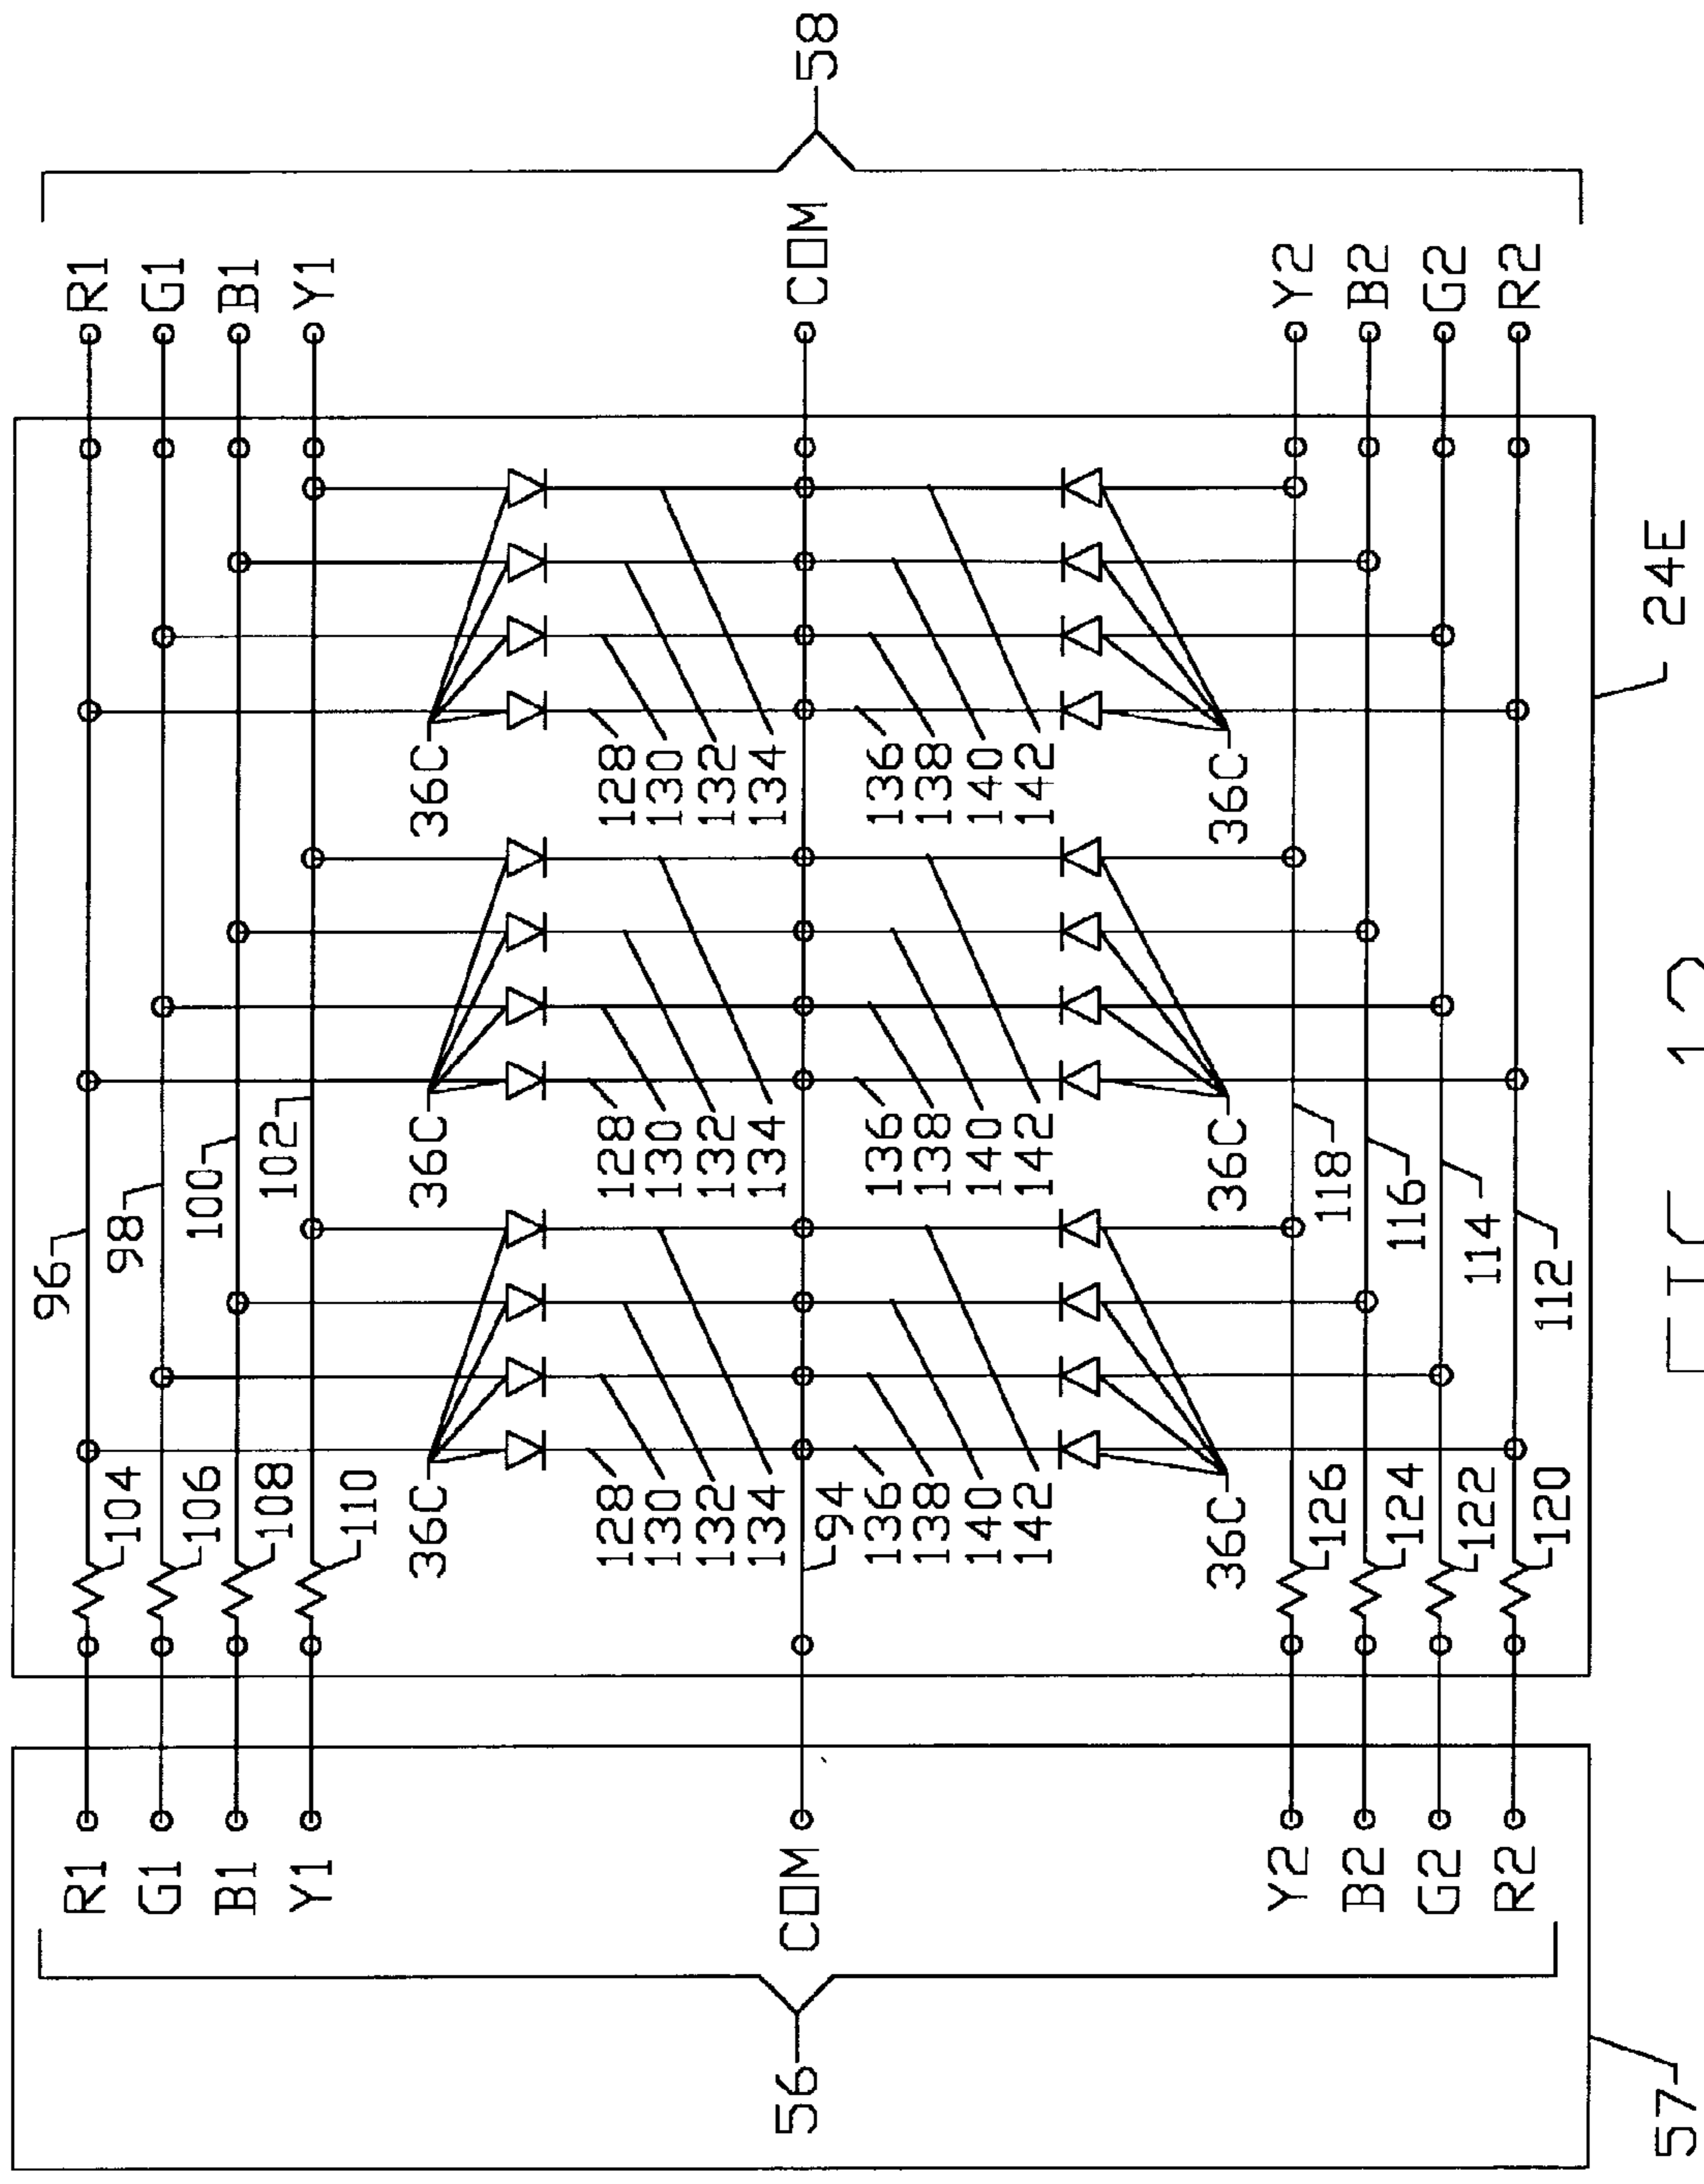 96
R1 R1
104 98
G1 G1
106 100
B1 B1
108 102
Y1 Y1
110
36C 36C 36C
128 128 128
130 130 130
132 132 132
134 134 134
56 COM COM 58
94
136 136 136
138 138 138
140 140 140
142 142 142
36C 36C 36C
Y2 Y2
126 118
B2 B2
124 116
G2 G2
122 114
R2 R2
120 112
24E
57